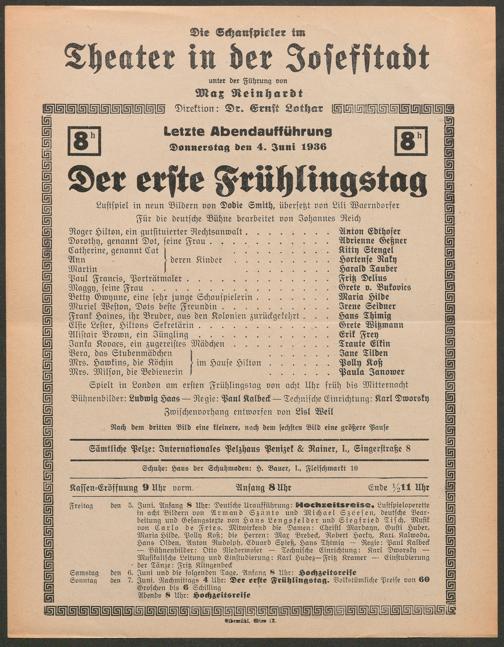 Die Schauspieler im
Theater in der Josefstadt
unter der Führung von
Max Reinhardt
Direktion: Dr. Ernst Lothar
8h Letzte Abendaufführung 8h
Donnerstag den 4. Juni 1936
Der erste Frühlingstag
Lustspiel in neun Bildern von Dodie Smith, übersetzt von Lili Waerndorfer
Für die deutsche Bühne bearbeitet von Johannes Reich
Roger Hilton, ein gutsituierter Rechtsanwalt . . . . . . . . Anton Edthofer
Dorothy, genannt Dot, seine Frau . . . . . . . . Adrienne Geßner
Catherine, genannt Cat } Kitty Stengel
Ann } deren Kinder . . . . . . . . Hortense Raky
Martin } Harald Tauber
Paul Francis, Porträtmaler . . . . . . . . Fritz Delius
Maggy, seine Frau . . . . . . . . Grete v. Bukovics
Betty Gwynne, eine sehr junge Schauspielerin . . . . . . . . Maria Hilde
Muriel Weston, Dots beste Freundin . . . . . . . . Irene Seidner
Frank Haines, ihr Bruder, aus den Kolonien zurückgekehrt . Hans Thimig
Elsie Lester, Hiltons Sekretärin . . . . . . . . Grete Witzmann
Alistair Brown, ein Jüngling . . . . . . . . Erik Frey
Janka Kovacs, ein zugereistes Mädchen . . . . . . . . Traute Elkin
Vera, das Stubenmädchen } Jane Tilden
Mrs. Hawkins, die Köchin } im Hause Hilton . . . . . . . . Polly Koß
Mrs. Milson, die Bedienerin } Paula Janower
Spielt in London am ersten Frühlingstag von acht Uhr früh bis Mitternacht
Bühnenbilder: Ludwig Haas — Regie: Paul Kalbeck — Technische Einrichtung: Karl Dworsky
Zwischenvorhang entworfen von Lisl Weil
Nach dem dritten Bild eine kleinere, nach dem sechsten Bild eine größere Pause
Sämtliche Pelze: Internationales Pelzhaus Penizek & Rainer, I., Singerstraße 8
Schuhe: Haus der Schuhmoden: H. Bauer, I., Fleischmarkt 10
Kassen-Eröffnung 9 Uhr vorm. Anfang 8 Uhr Ende ½11 Uhr
Freitag den 5. Juni. Anfang 8 Uhr: Deutsche Uraufführung: Hochzeitsreise. Lustspieloperette
in acht Bildern von Armand Szántó und Michael Szécsen, deutsche Bear-
beitung und Gesangstexte von Hans Lengsfelder und Siegfried Tisch. Musik
von Carlo de Fries. Mitwirkend die Damen: Christl Mardayn, Gusti Huber,
Maria Hilde, Polly Koß; die Herren: Max Brebek, Robert Horky, Karl Kalwoda,
Hans Olden, Anton Rudolph, Eduard Spieß, Hans Thimig — Regie: Paul Kalbeck
— Bühnenbilder: Otto Niedermoser — Technische Einrichtung: Karl Dworsky —
Musikalische Leitung und Einstudierung: Karl Hudez—Fritz Kramer — Einstudierung
der Tänze: Fritz Klingenbeck
Samstag den 6. Juni und die folgenden Tage. Anfang 8 Uhr: Hochzeitsreise
Sonntag den 7. Juni. Nachmittags 4 Uhr: Der erste Frühlingstag. Volkstümliche Preise von 60
Groschen bis 6 Schilling
Abends 8 Uhr: Hochzeitsreise
Elbemühl, Wien IX.